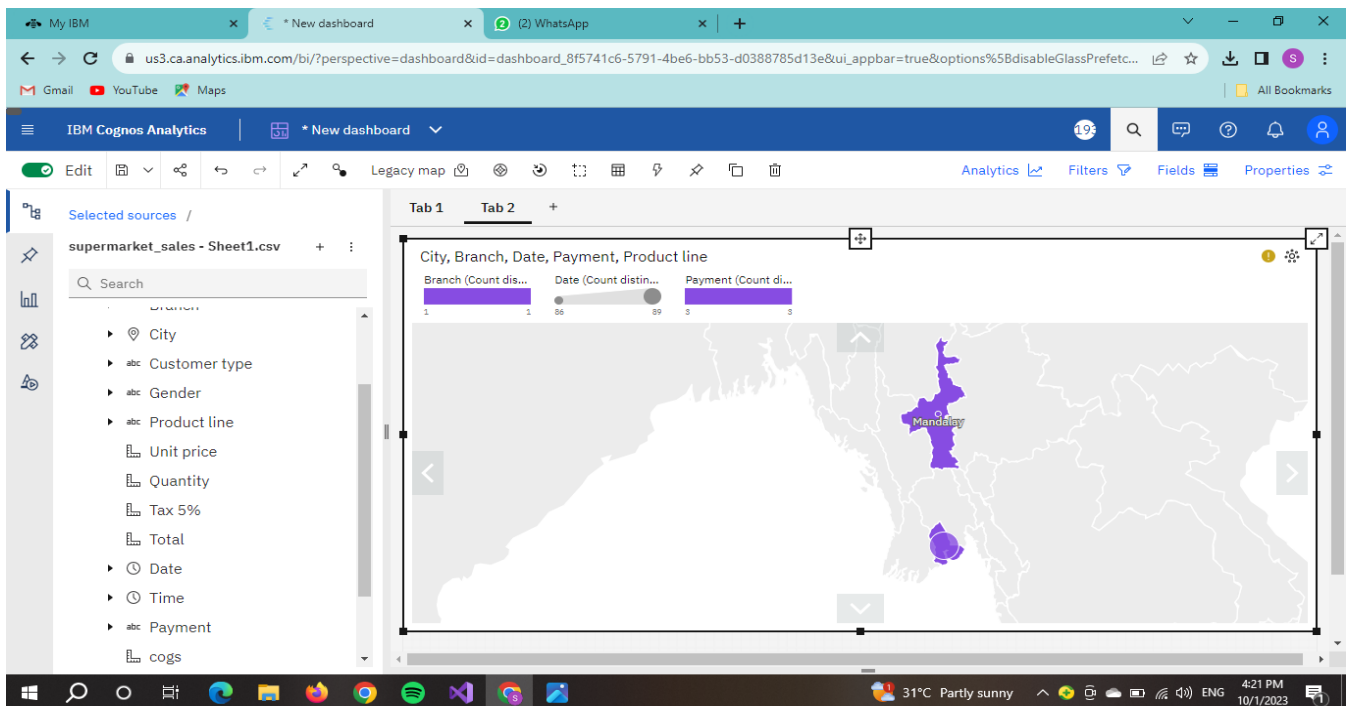 My IBM
* New dashboard
2
(2) WhatsApp
us3.ca.analytics.ibm.com/bi/?perspective=dashboard&id=dashboard_8f5741c6-5791-4be6-bb53-d0388785d13e&ui_appbar=true&options%5BdisableGlassPrefetc...
S
Gmail
YouTube
Maps
All Bookmarks
IBM Cognos Analytics
* New dashboard
Edit
Legacy map
Analytics
Filters
Fields
Properties
Selected sources /
Tab 1
Tab 2
+
supermarket_sales - Sheet1.csv
Search
City
abc Customer type
abc Gender
abc Product line
Unit price
Quantity
Tax 5%
Total
Date
Time
abc Payment
cogs
City, Branch, Date, Payment, Product line
Branch (Count dis...
Date (Count distin...
Payment (Count di...
1 1
86 89
3 3
Mandalay
31°C Partly sunny
ENG
4:21 PM
10/1/2023